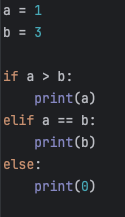 a = 1
b = 3

if a > b:
    print(a)
elif a == b:
    print(b)
else:
    print(0)